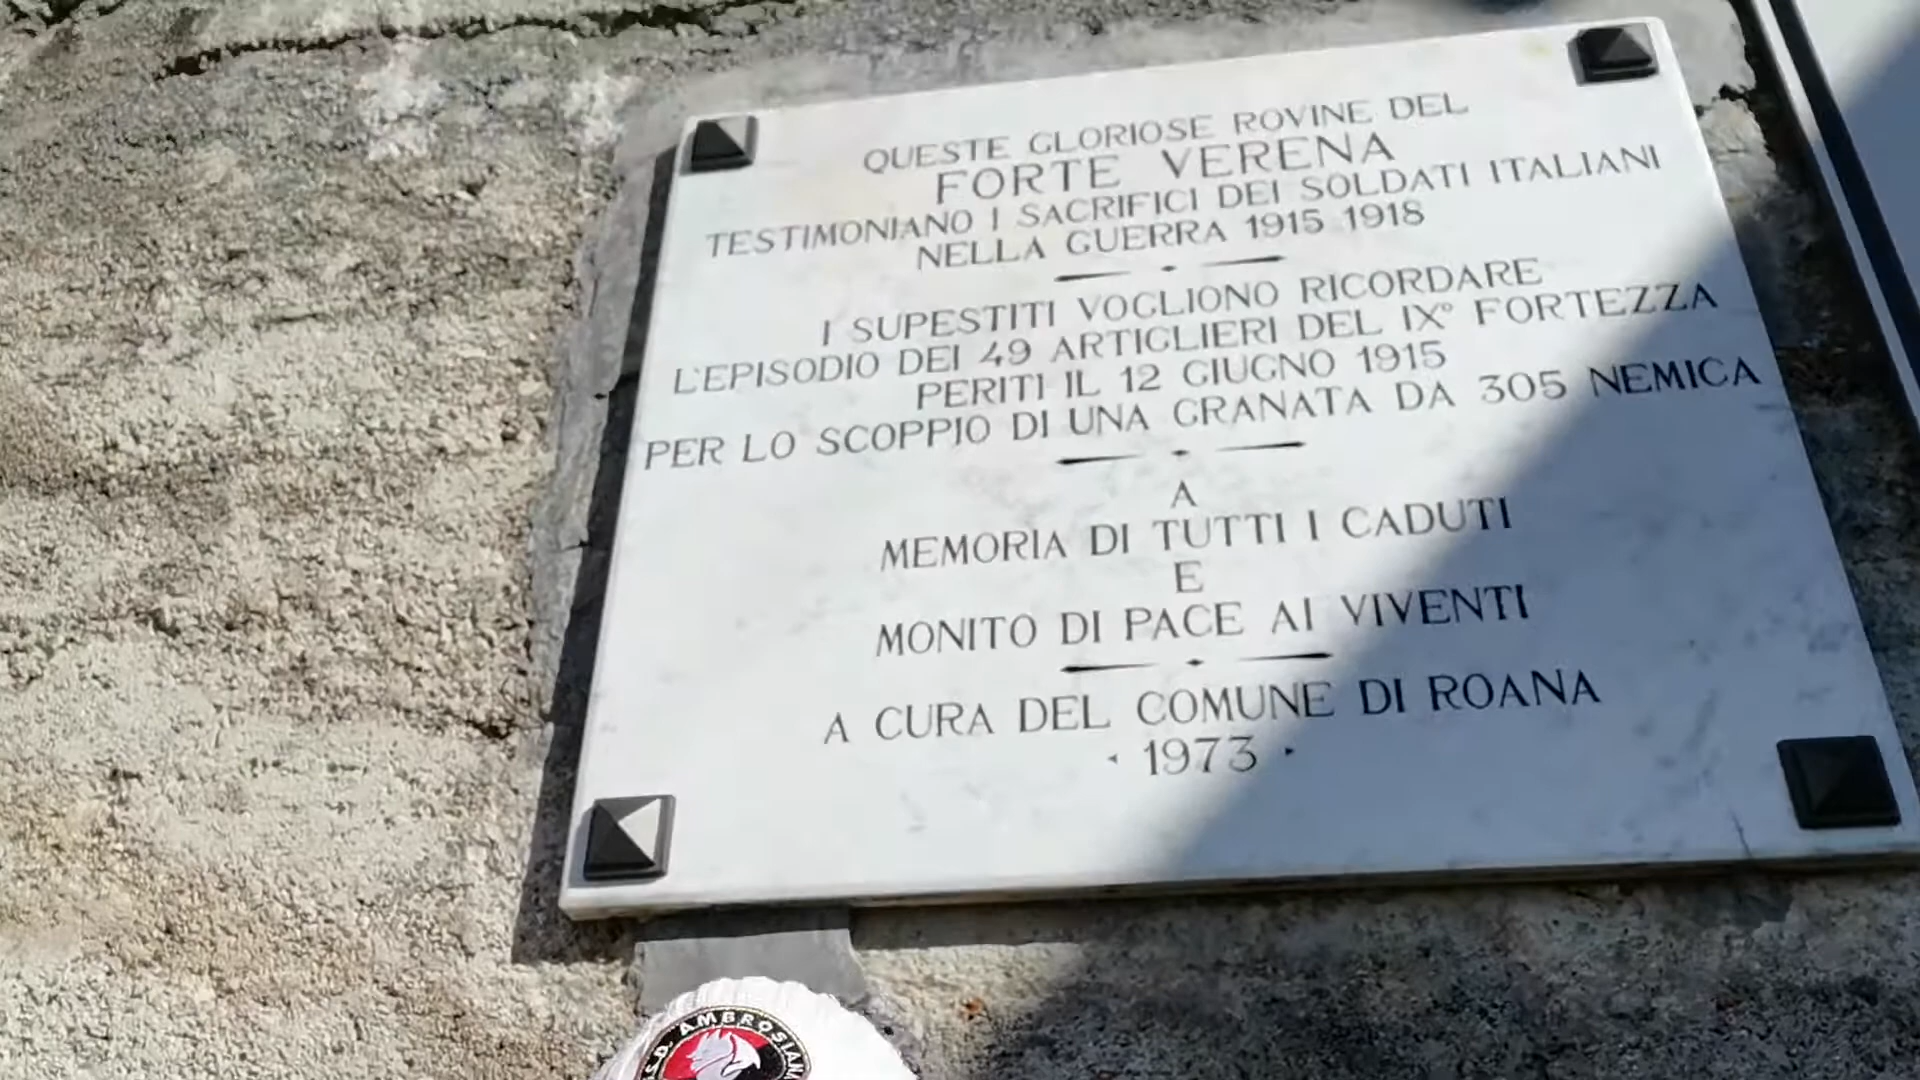 QUESTE GLORIOSE ROVINE DEL
FORTE VERENA
TESTIMONIANO I SACRIFICI DEI SOLDATI ITALIANI
NELLA GUERRA 1915 1918
I SUPESTITI VOGLIONO RICORDARE
L'EPISODIO DEI 49 ARTIGLIERI DEL IX° FORTEZZA
PERITI IL 12 GIUGNO 1915
PER LO SCOPPIO DI UNA GRANATA DA 305 NEMICA
A
MEMORIA DI TUTTI I CADUTI
E
MONITO DI PACE AI VIVENTI
A CURA DEL COMUNE DI ROANA
· 1973 ·
S.D. AMBROSIANA